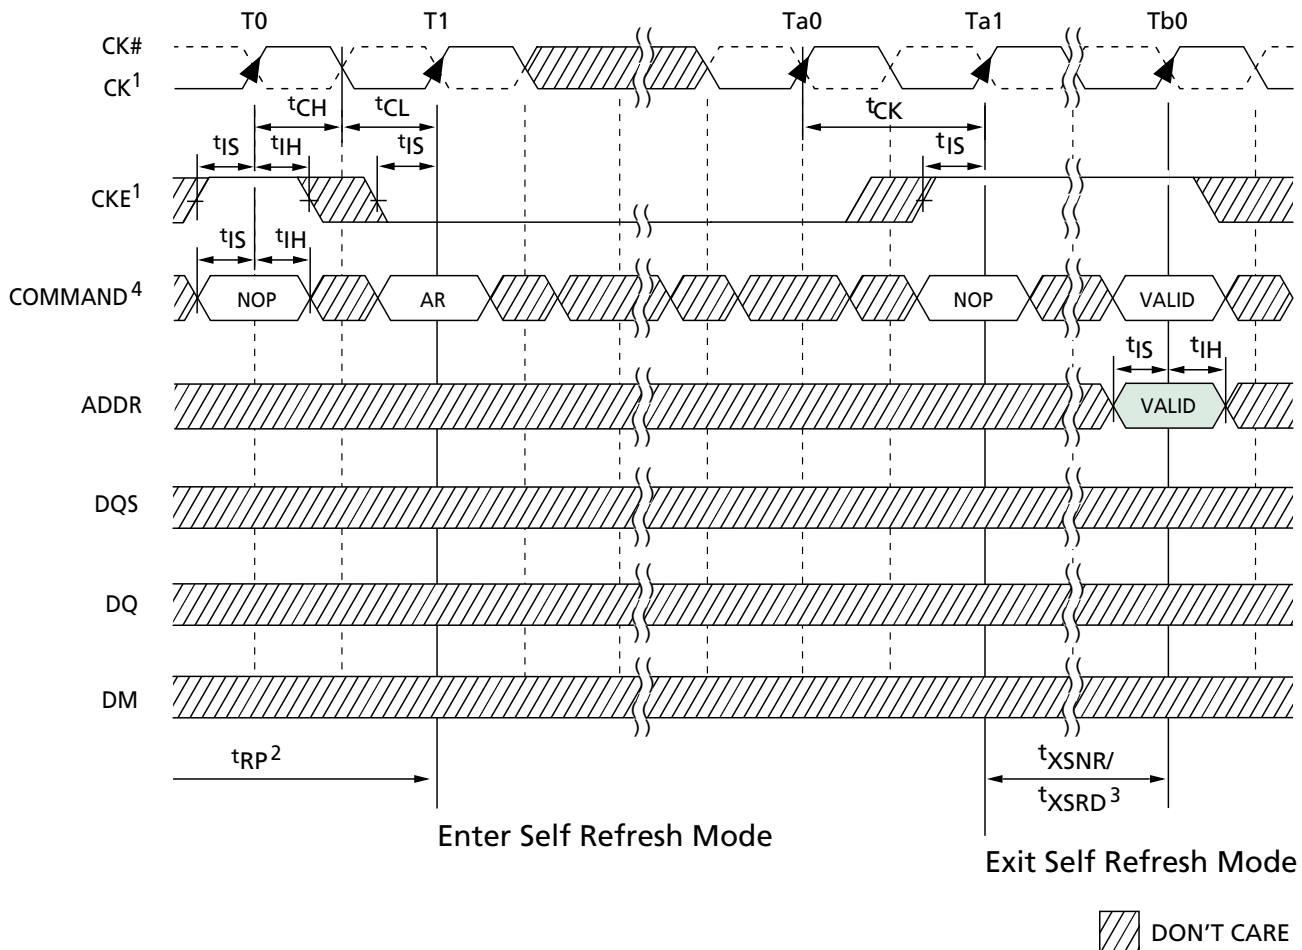 T0 T1 Ta0 Ta1 Tb0
CK#
CK1
tCH tCL tCK
tIS tIH tIS tIS
CKE1
tIS tIH
COMMAND4 NOP AR NOP VALID
tIS tIH
ADDR VALID
DQS
DQ
DM
tRP2 tXSNR/
tXSRD3
Enter Self Refresh Mode
Exit Self Refresh Mode
DON'T CARE